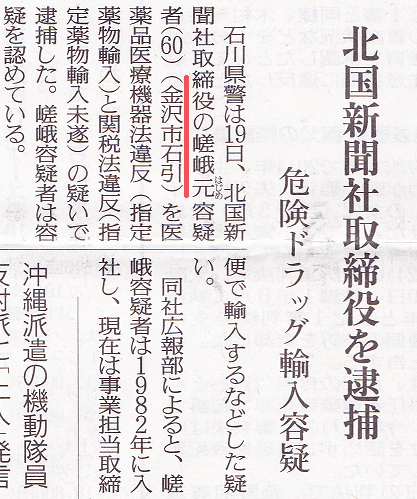 北国新聞社取締役を逮捕
危険ドラッグ輸入容疑
石川県警は19日、北国新
聞社取締役の嵯峨元はじめ容疑
者(60)(金沢市石引)を医
薬品医療機器法違反(指定
薬物輸入)と関税法違反(指
定薬物輸入未遂)の疑いで
逮捕した。嵯峨容疑者は容
疑を認めている。
便で輸入するなどした疑
い。
同社広報部によると、嵯
峨容疑者は1982年に入
社し、現在は事業担当取締
沖縄派遣の機動隊員